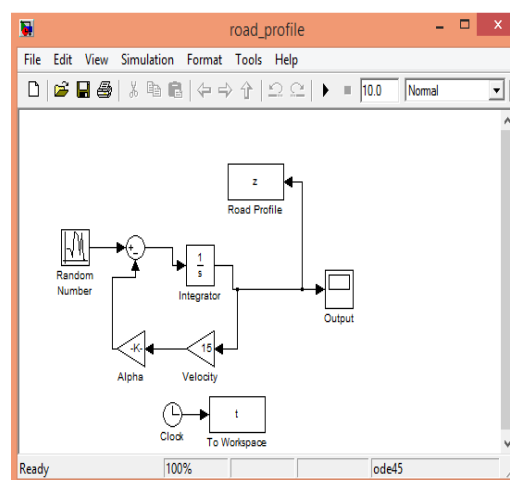 road_profile
File Edit View Simulation Format Tools Help
10.0 Normal
z
Road Profile
Random
Number
+
-
1
s
Integrator
Output
-K-
15
Alpha
Velocity
t
Clock
To Workspace
Ready 100% ode45